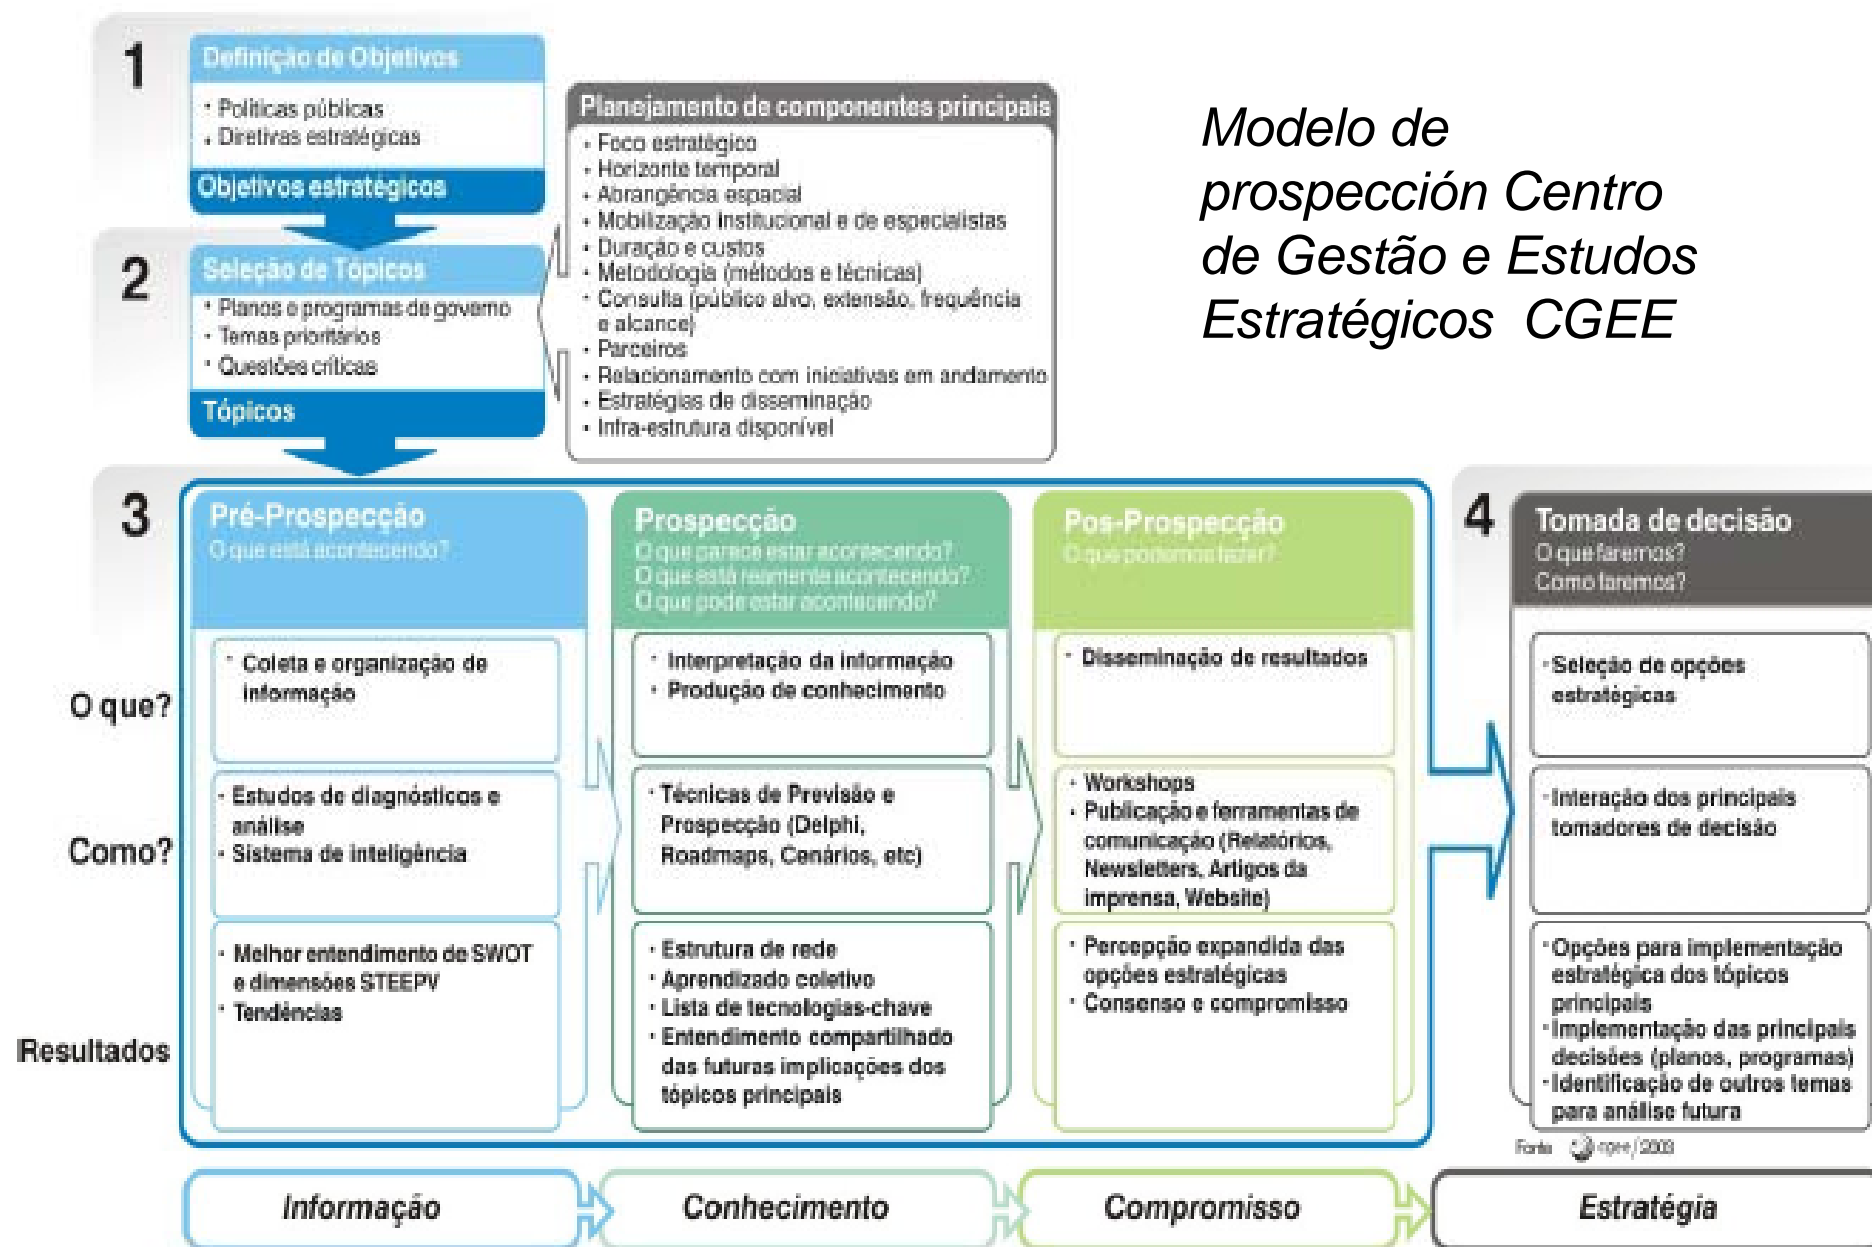 Modelo de
prospección Centro
de Gestão e Estudos
Estratégicos CGEE
1
Definição de Objetivos
• Políticas públicas
• Diretivas estratégicas
Objetivos estratégicos
2
Seleção de Tópicos
• Planos e programas de governo
• Temas prioritários
• Questões críticas
Tópicos
Planejamento de componentes principais
• Foco estratégico
• Horizonte temporal
• Abrangência espacial
• Mobilização institucional e de especialistas
• Duração e custos
• Metodologia (métodos e técnicas)
• Consulta (público alvo, extensão, frequência
e alcance)
• Parceiros
• Relacionamento com iniciativas em andamento
• Estratégias de disseminação
• Infra-estrutura disponível
3
Pré-Prospecção
O que está acontecendo?
Prospecção
O que parece estar acontecendo?
O que está reamente acontecendo?
O que pode estar acontecendo?
Pos-Prospecção
O que podemos fazer?
4
Tomada de decisão
O que faremos?
Como faremos?
O que?
• Coleta e organização de
informação
• Interpretação da informação
• Produção de conhecimento
• Disseminação de resultados
• Seleção de opções
estratégicas
Como?
• Estudos de diagnósticos e
análise
• Sistema de inteligência
• Técnicas de Previsão e
Prospecção (Delphi,
Roadmaps, Cenários, etc)
• Workshops
• Publicação e ferramentas de
comunicação (Relatórios,
Newsletters, Artigos da
imprensa, Website)
• Interação dos principais
tomadores de decisão
Resultados
• Melhor entendimento de SWOT
e dimensões STEEPV
• Tendências
• Estrutura de rede
• Aprendizado coletivo
• Lista de tecnologias-chave
• Entendimento compartilhado
das futuras implicações dos
tópicos principais
• Percepção expandida das
opções estratégicas
• Consenso e compromisso
• Opções para implementação
estratégica dos tópicos
principais
• Implementação das principais
decisões (planos, programas)
• Identificação de outros temas
para análise futura
Fonte cgee/2003
Informação
Conhecimento
Compromisso
Estratégia